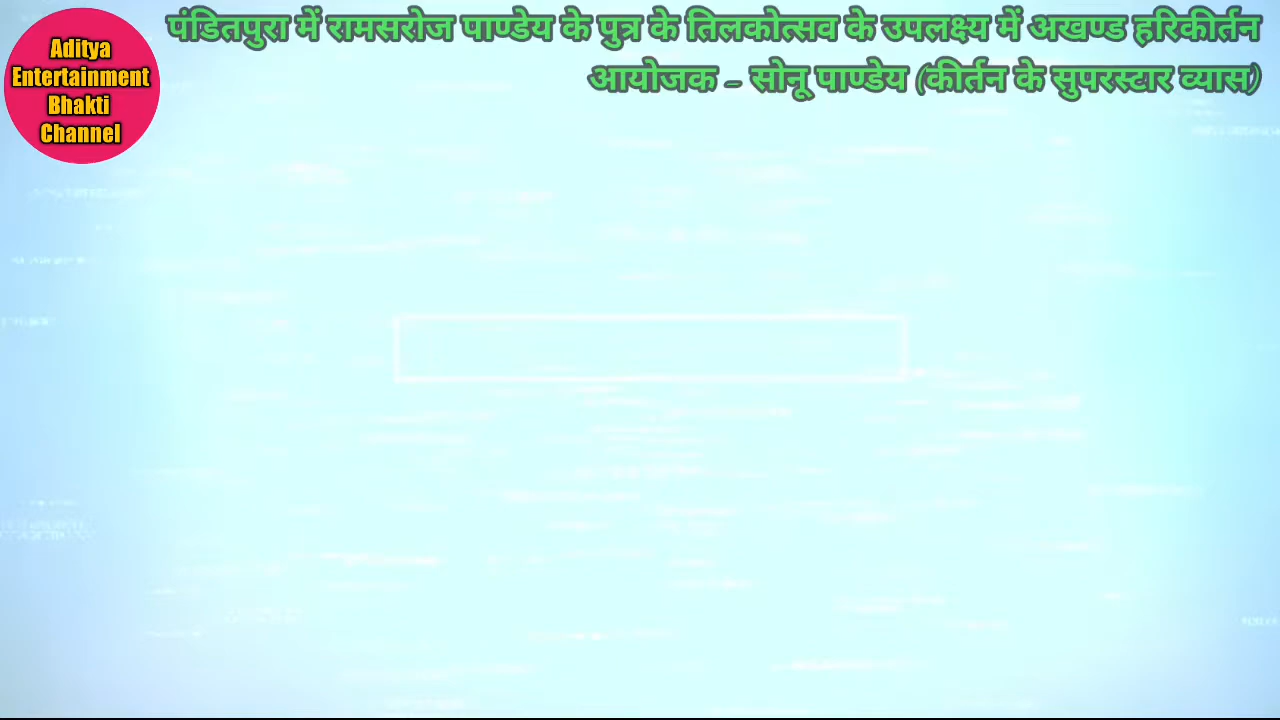 Aditya
Entertainment
Bhakti
Channel
पंडितपुरा में रामसरोज पाण्डेय के पुत्र के तिलकोत्सव के उपलक्ष्य में अखण्ड हरिकीर्तन
आयोजक - सोनू पाण्डेय (कीर्तन के सुपरस्टार व्यास)